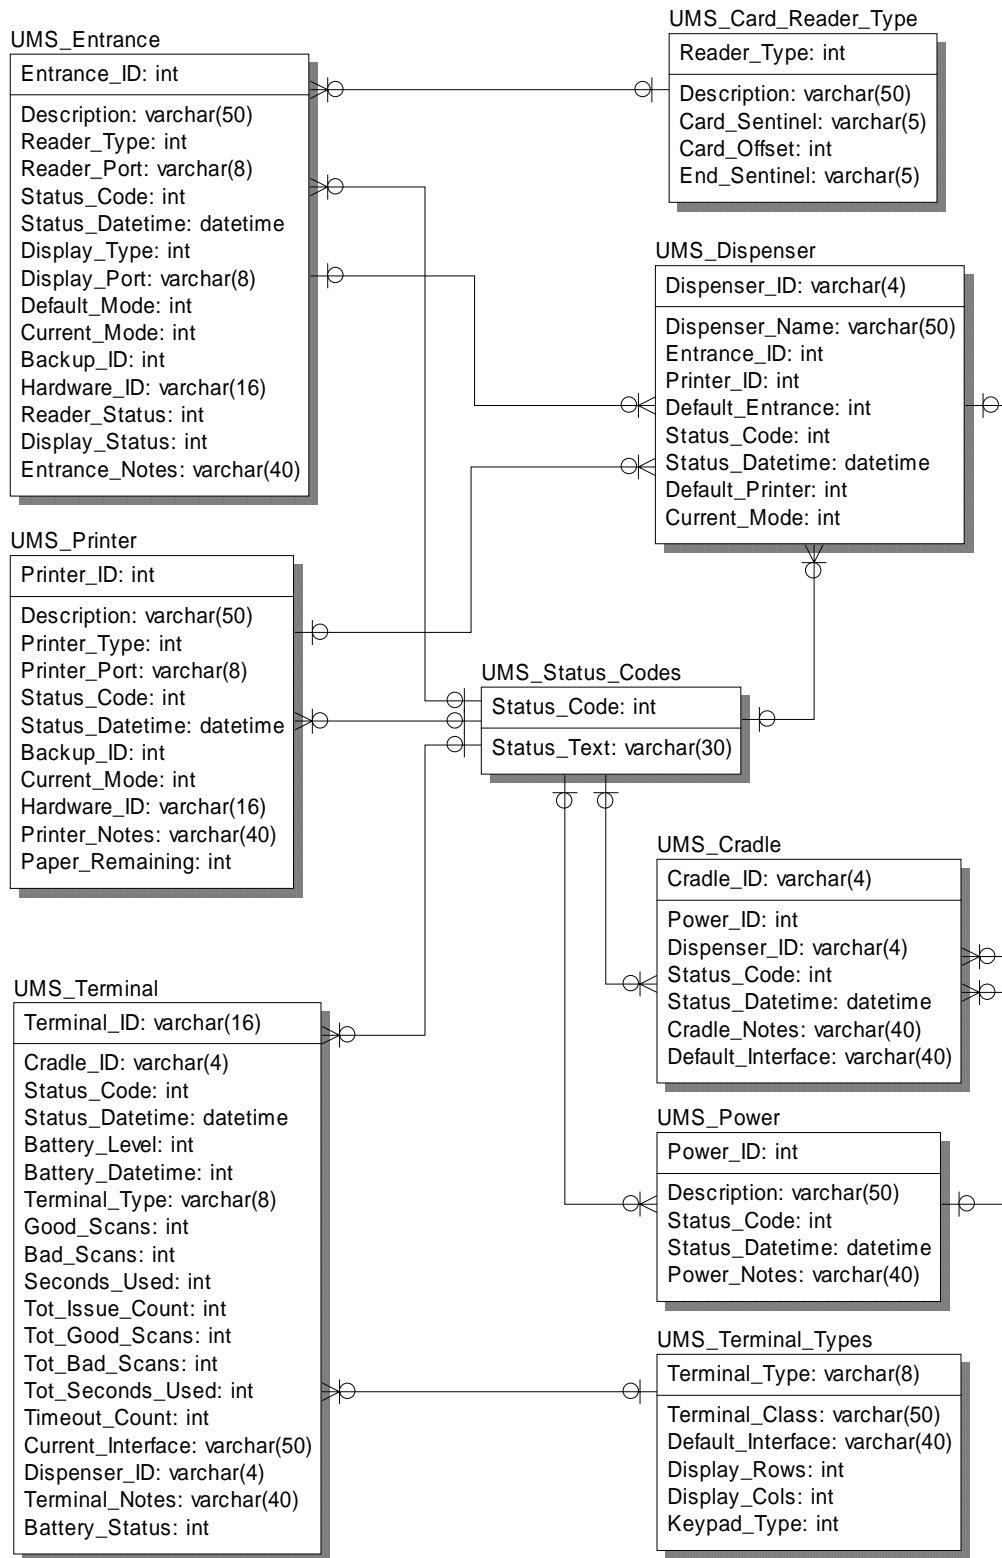 UMS_Entrance
Entrance_ID: int
Description: varchar(50)
Reader_Type: int
Reader_Port: varchar(8)
Status_Code: int
Status_Datetime: datetime
Display_Type: int
Display_Port: varchar(8)
Default_Mode: int
Current_Mode: int
Backup_ID: int
Hardware_ID: varchar(16)
Reader_Status: int
Display_Status: int
Entrance_Notes: varchar(40)
UMS_Card_Reader_Type
Reader_Type: int
Description: varchar(50)
Card_Sentinel: varchar(5)
Card_Offset: int
End_Sentinel: varchar(5)
UMS_Dispenser
Dispenser_ID: varchar(4)
Dispenser_Name: varchar(50)
Entrance_ID: int
Printer_ID: int
Default_Entrance: int
Status_Code: int
Status_Datetime: datetime
Default_Printer: int
Current_Mode: int
UMS_Printer
Printer_ID: int
Description: varchar(50)
Printer_Type: int
Printer_Port: varchar(8)
Status_Code: int
Status_Datetime: datetime
Backup_ID: int
Current_Mode: int
Hardware_ID: varchar(16)
Printer_Notes: varchar(40)
Paper_Remaining: int
UMS_Status_Codes
Status_Code: int
Status_Text: varchar(30)
UMS_Cradle
Cradle_ID: varchar(4)
Power_ID: int
Dispenser_ID: varchar(4)
Status_Code: int
Status_Datetime: datetime
Cradle_Notes: varchar(40)
Default_Interface: varchar(40)
UMS_Terminal
Terminal_ID: varchar(16)
Cradle_ID: varchar(4)
Status_Code: int
Status_Datetime: datetime
Battery_Level: int
Battery_Datetime: int
Terminal_Type: varchar(8)
Good_Scans: int
Bad_Scans: int
Seconds_Used: int
Tot_Issue_Count: int
Tot_Good_Scans: int
Tot_Bad_Scans: int
Tot_Seconds_Used: int
Timeout_Count: int
Current_Interface: varchar(50)
Dispenser_ID: varchar(4)
Terminal_Notes: varchar(40)
Battery_Status: int
UMS_Power
Power_ID: int
Description: varchar(50)
Status_Code: int
Status_Datetime: datetime
Power_Notes: varchar(40)
UMS_Terminal_Types
Terminal_Type: varchar(8)
Terminal_Class: varchar(50)
Default_Interface: varchar(40)
Display_Rows: int
Display_Cols: int
Keypad_Type: int